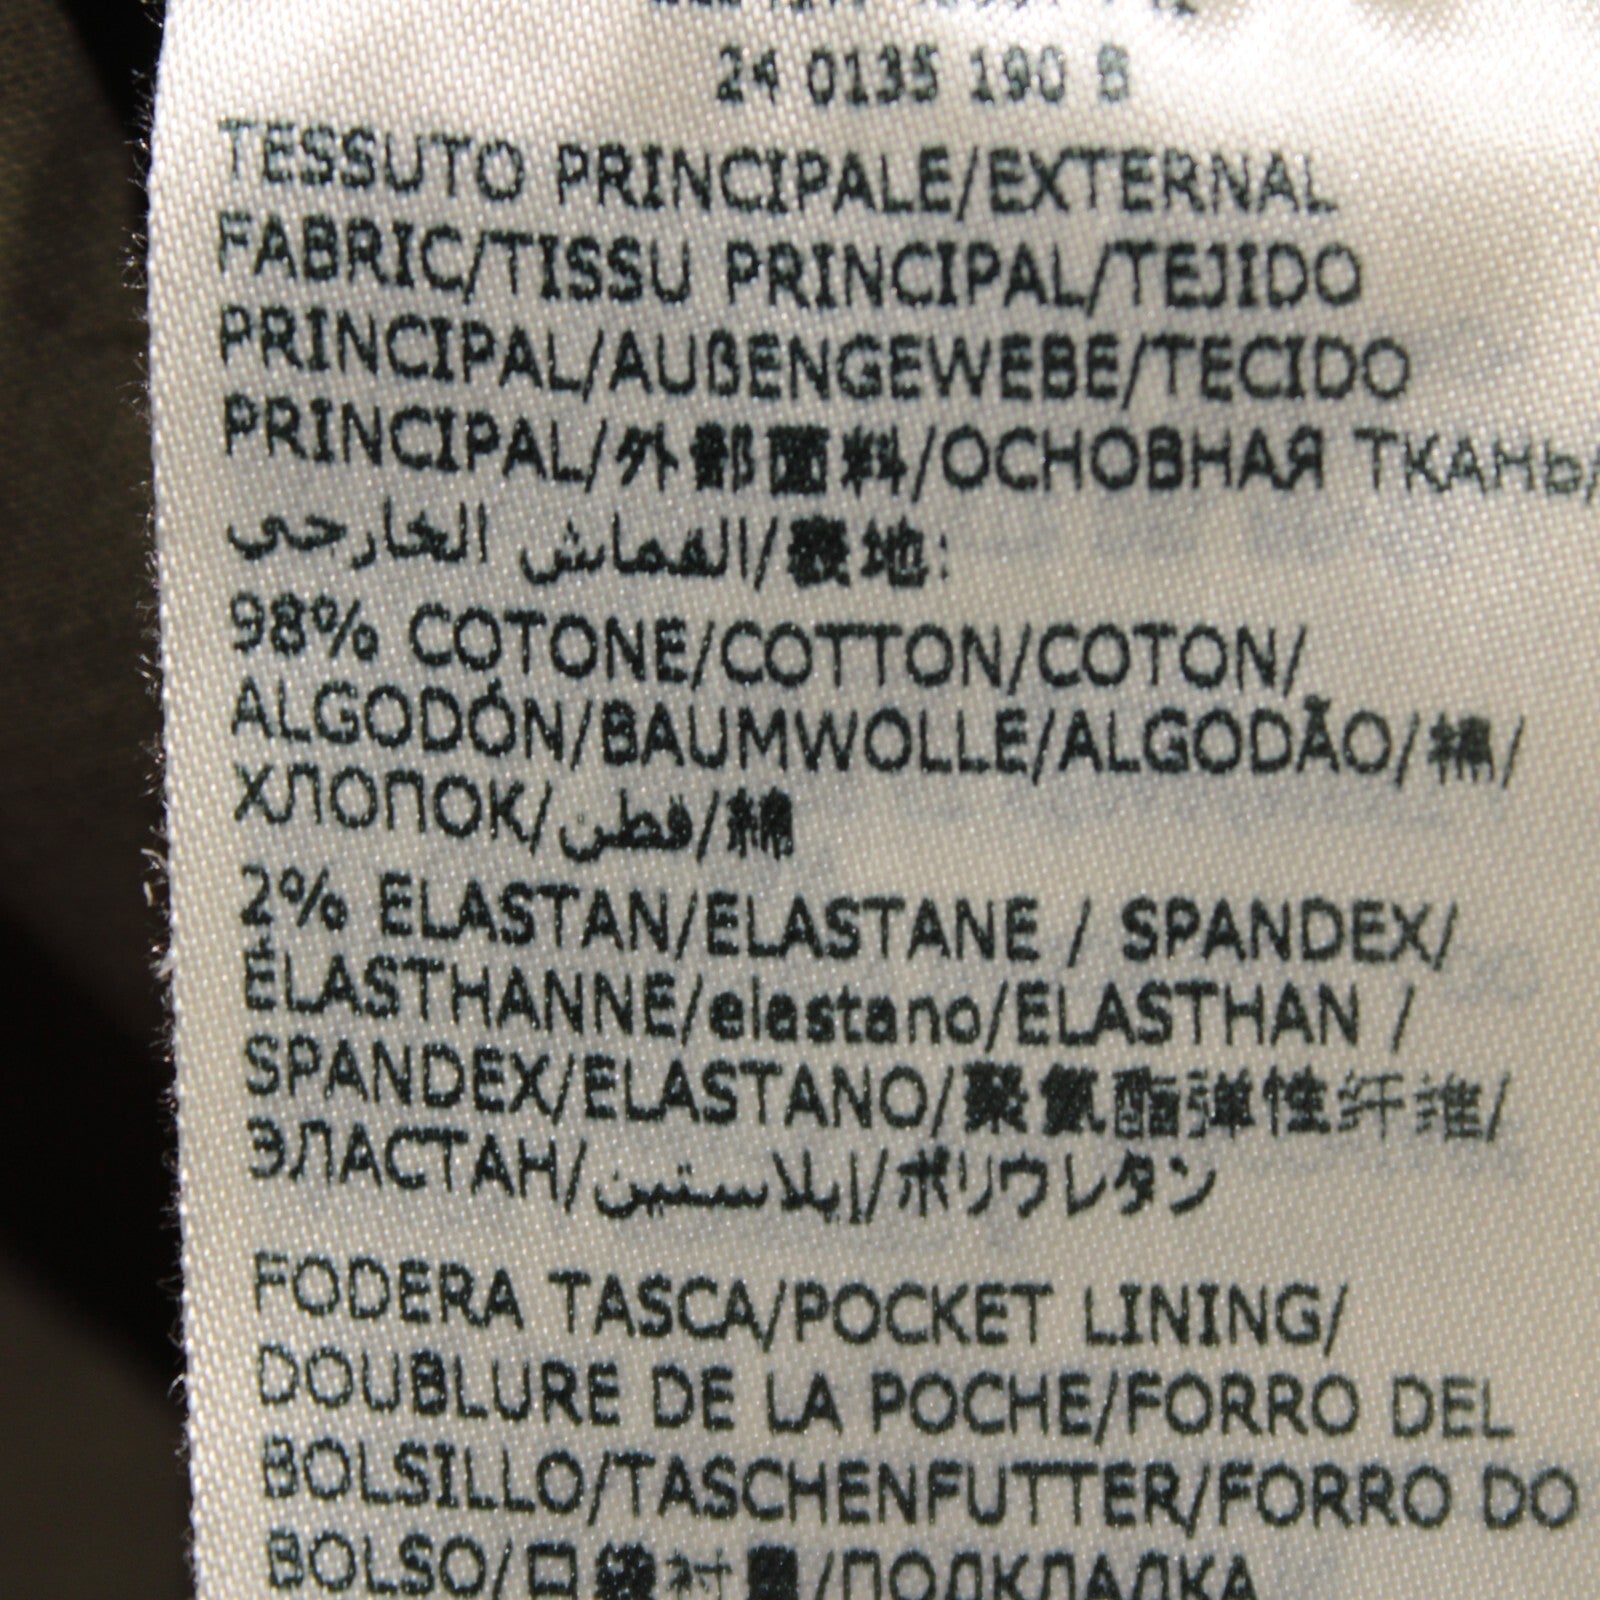 24 0135 190 8
TESSUTO PRINCIPALE/EXTERNAL
FABRIC/TISSU PRINCIPAL/TEJIDO
PRINCIPAL/AUßENGEWEBE/TECIDO
PRINCIPAL/外部面料/ОСНОВНАЯ ТКАНЬ/
القماش الخارجي/表地:
98% COTONE/COTTON/COTON/
ALGODÓN/BAUMWOLLE/ALGODÃO/棉/
ХЛОПОК/قطن/綿
2% ELASTAN/ELASTANE / SPANDEX/
ÉLASTHANNE/elastano/ELASTHAN /
SPANDEX/ELASTANO/聚氨酯弹性纤维/
ЭЛАСТАН/إيلاستين/ポリウレタン
FODERA TASCA/POCKET LINING/
DOUBLURE DE LA POCHE/FORRO DEL
BOLSILLO/TASCHENFUTTER/FORRO DO
BOLSO/口袋衬里/ПОДКЛАДКА